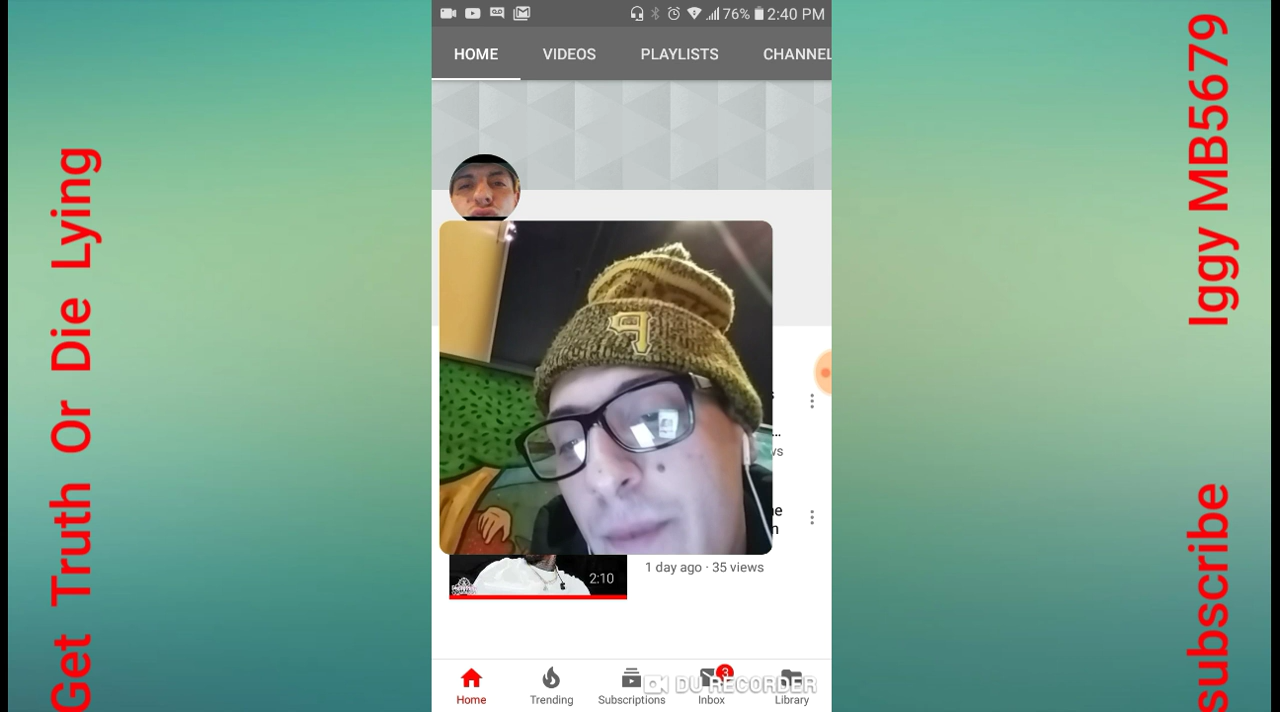 Get Truth Or Die Lying
76% 2:40 PM
HOME VIDEOS PLAYLISTS CHANNEL
P
1 day ago · 35 views
2:10
Home Trending Subscriptions Inbox Library
3
DU RECORDER
Iggy MB5679
subscribe